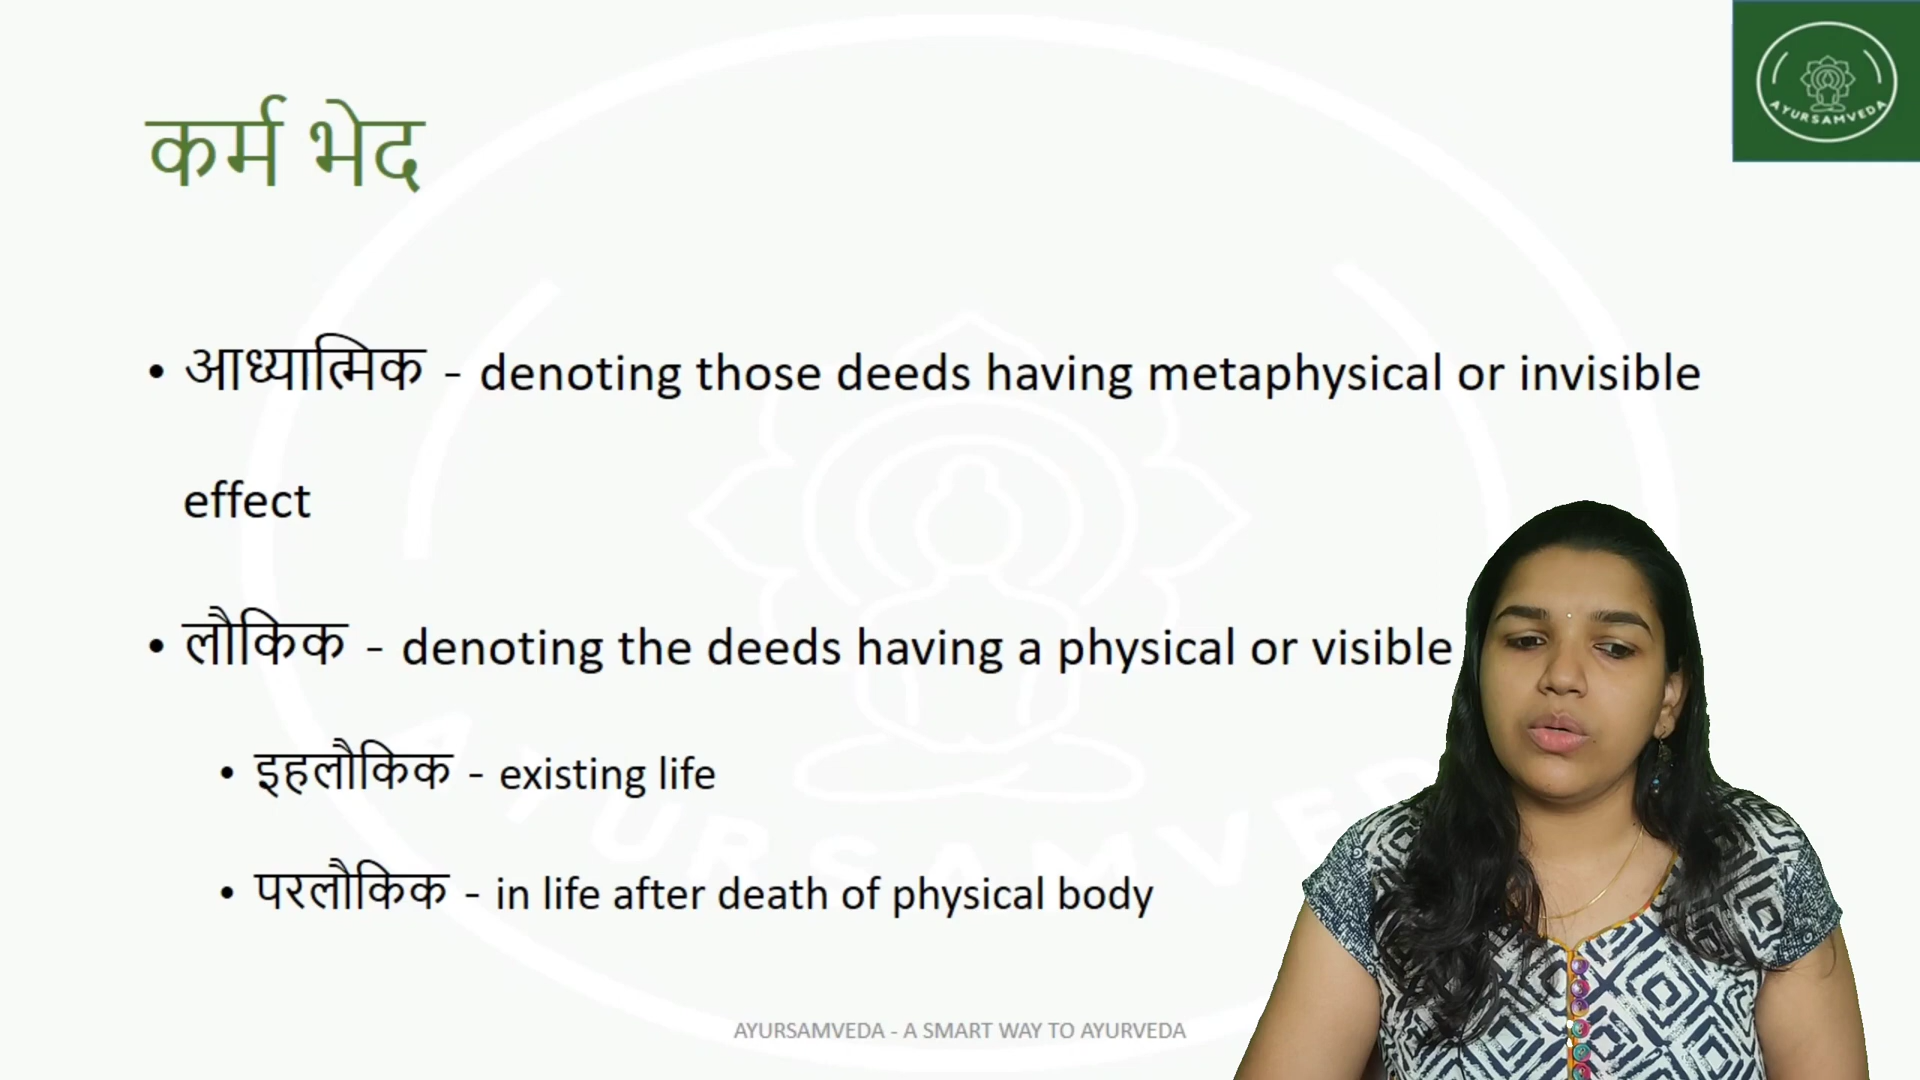 AYURSAMVEDA
कर्म भेद
• आध्यात्मिक - denoting those deeds having metaphysical or invisible
effect
• लौकिक - denoting the deeds having a physical or visible
• इहलौकिक - existing life
• परलौकिक - in life after death of physical body
AYURSAMVEDA - A SMART WAY TO AYURVEDA